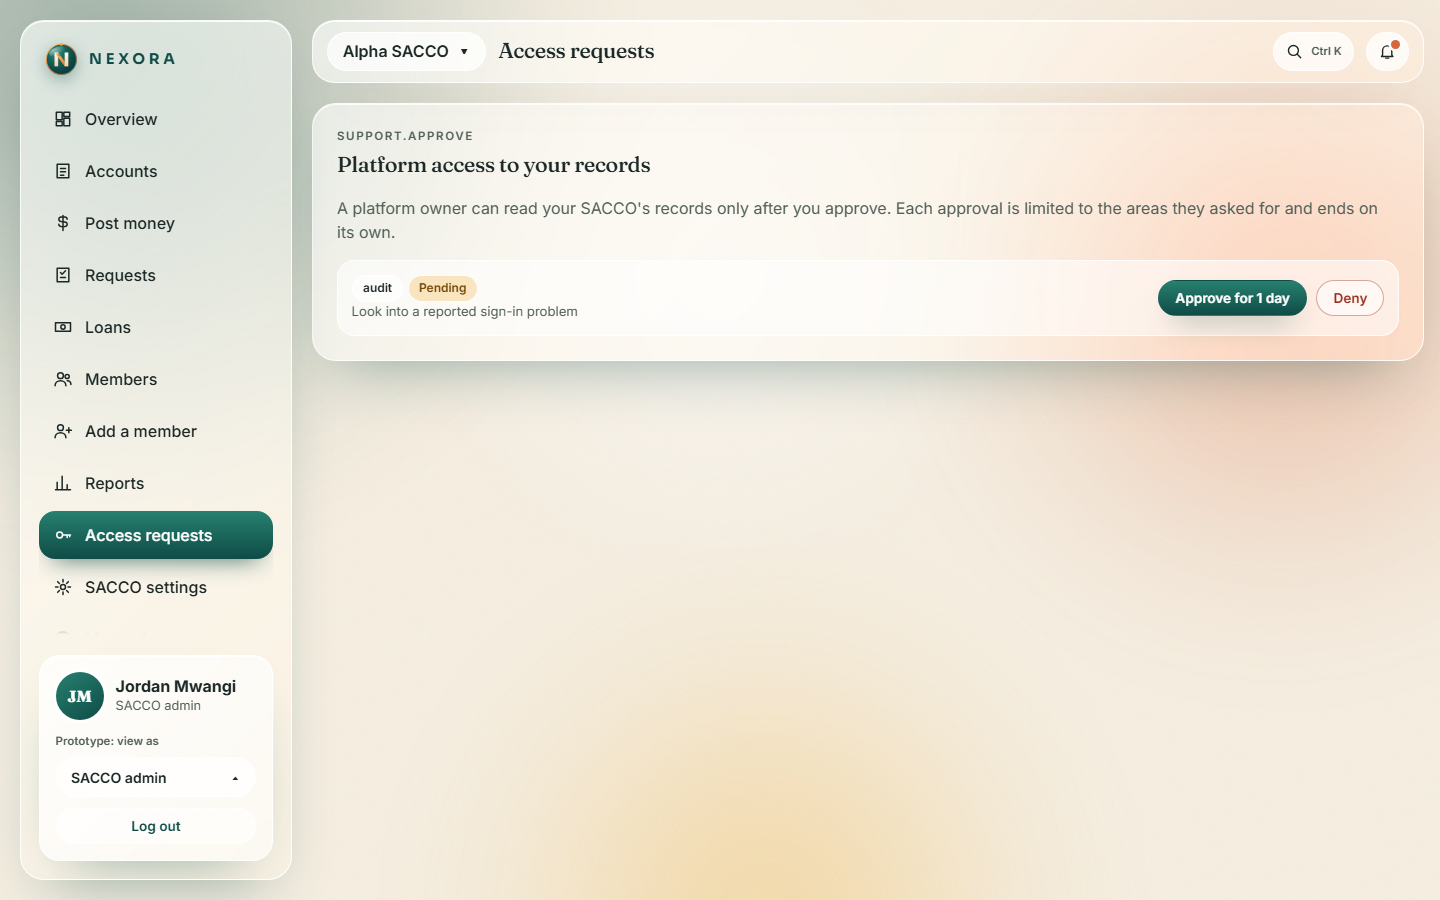 NEXORA
Overview
Accounts
Post money
Requests
Loans
Members
Add a member
Reports
Access requests
SACCO settings
JM
Jordan Mwangi
SACCO admin
Prototype: view as
SACCO admin
Log out
Alpha SACCO
Access requests
Ctrl K
SUPPORT.APPROVE
Platform access to your records
A platform owner can read your SACCO's records only after you approve. Each approval is limited to the areas they asked for and ends on
its own.
audit Pending
Look into a reported sign-in problem
Approve for 1 day
Deny